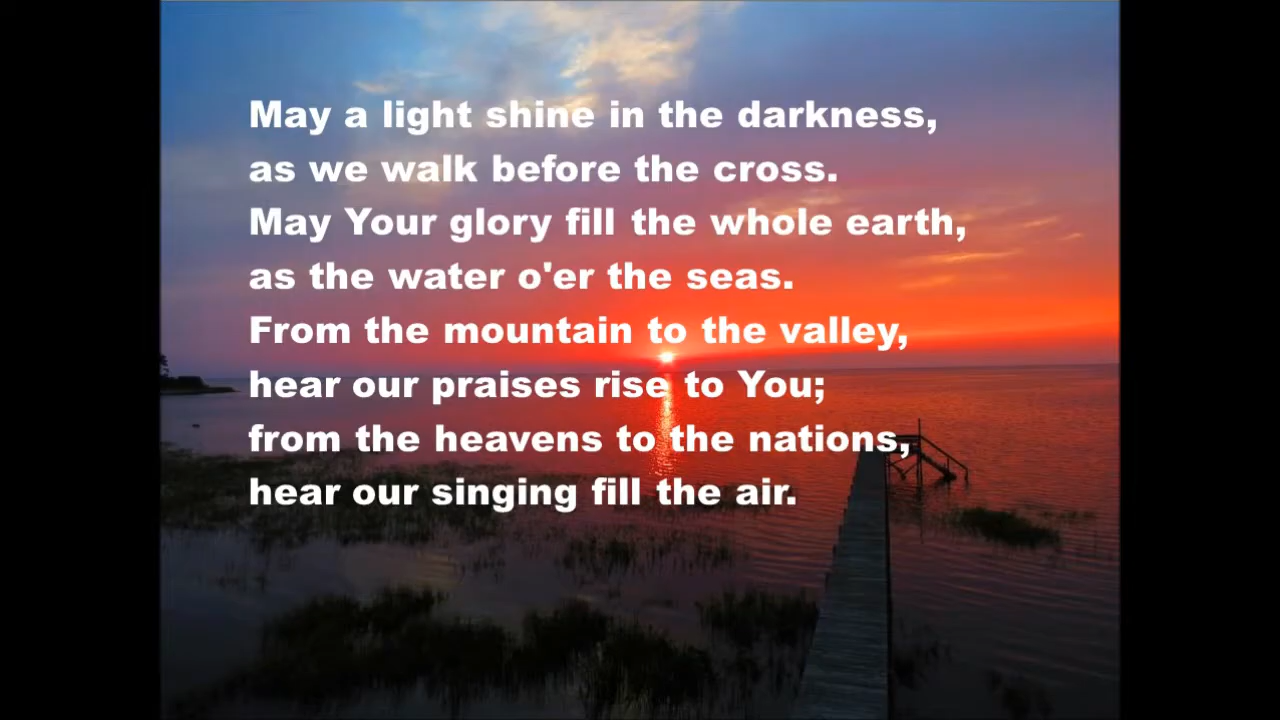 May a light shine in the darkness,
as we walk before the cross.
May Your glory fill the whole earth,
as the water o'er the seas.
From the mountain to the valley,
hear our praises rise to You;
from the heavens to the nations,
hear our singing fill the air.